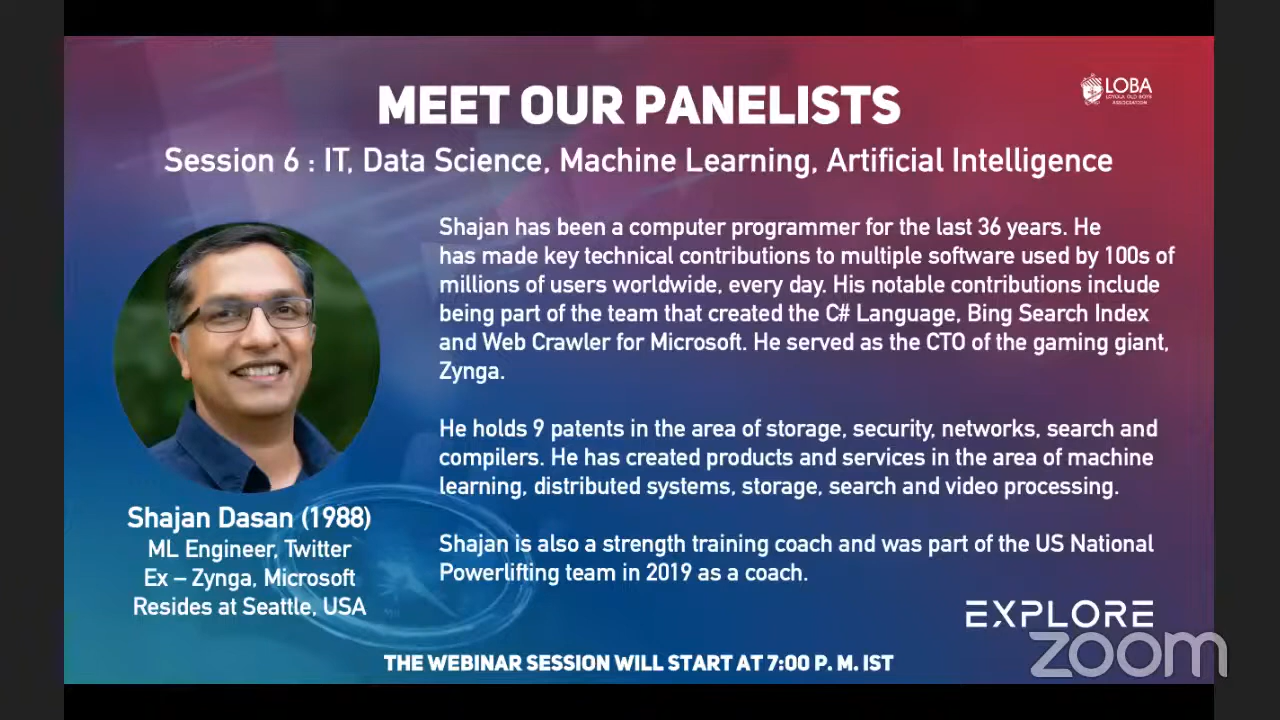 LOBA
LOYOLA OLD BOYS
ASSOCIATION
MEET OUR PANELISTS
Session 6 : IT, Data Science, Machine Learning, Artificial Intelligence
Shajan has been a computer programmer for the last 36 years. He
has made key technical contributions to multiple software used by 100s of
millions of users worldwide, every day. His notable contributions include
being part of the team that created the C# Language, Bing Search Index
and Web Crawler for Microsoft. He served as the CTO of the gaming giant,
Zynga.
He holds 9 patents in the area of storage, security, networks, search and
compilers. He has created products and services in the area of machine
learning, distributed systems, storage, search and video processing.
Shajan is also a strength training coach and was part of the US National
Powerlifting team in 2019 as a coach.
Shajan Dasan (1988)
ML Engineer, Twitter
Ex – Zynga, Microsoft
Resides at Seattle, USA
EXPLORE
zoom
THE WEBINAR SESSION WILL START AT 7:00 P. M. IST